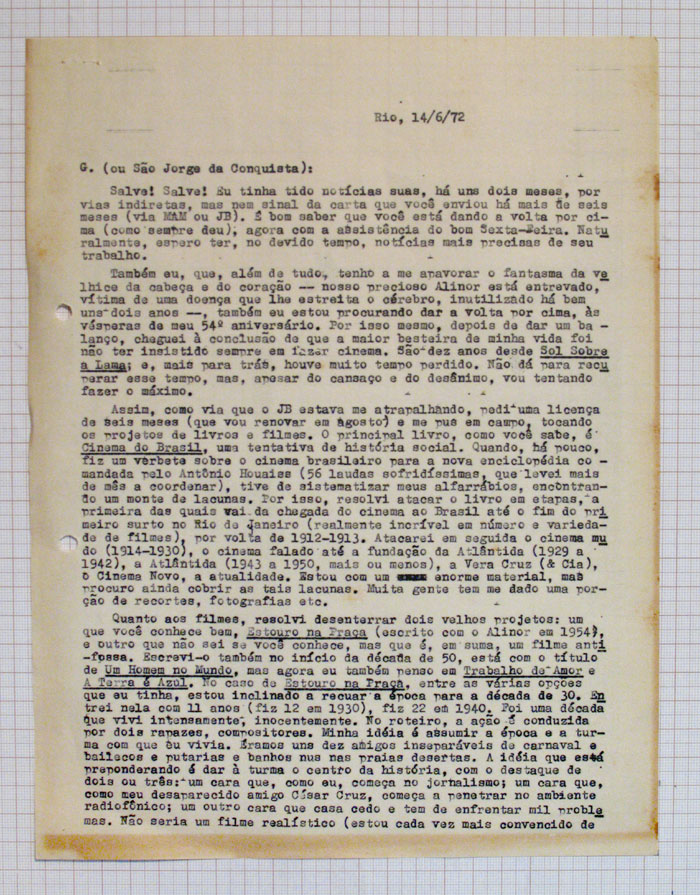 Rio, 14/6/72
G. (ou São Jorge da Conquista):
Salve! Salve! Eu tinha tido notícias suas, há uns dois meses, por
vias indiretas, mas nem sinal da carta que você enviou há mais de seis
meses (via MAM ou JB). É bom saber que você está dando a volta por ci-
ma (como sempre deu), agora com a assistência do bom Sexta-Feira. Natu
ralmente, espero ter, no devido tempo, notícias mais precisas de seu
trabalho.
Também eu, que, além de tudo, tenho a me apavorar o fantasma da ve
lhice da cabeça e do coração -- nosso precioso Alinor está entrevado,
vítima de uma doença que lhe estreita o cérebro, inutilizado há bem
uns dois anos --, também eu estou procurando dar a volta por cima, às
vésperas de meu 54º aniversário. Por isso mesmo, depois de dar um ba-
lanço, cheguei à conclusão de que a maior besteira de minha vida foi
não ter insistido sempre em fazer cinema. São dez anos desde Sol Sobre
a Lama; e, mais para trás, houve muito tempo perdido. Não dá para recu
perar esse tempo, mas, apesar do cansaço e do desânimo, vou tentando
fazer o máximo.
Assim, como via que o JB estava me atrapalhando, pedi uma licença
de seis meses (que vou renovar em agosto) e me pus em campo, tocando
os projetos de livros e filmes. O principal livro, como você sabe, é
Cinema do Brasil, uma tentativa de história social. Quando, há pouco,
fiz um verbete sobre o cinema brasileiro para a nova enciclopédia co-
mandada pelo Antônio Houaiss (56 laudas sofridíssimas, que levei mais
de mês a coordenar), tive de sistematizar meus alfarrábios, encontran-
do um monte de lacunas. Por isso, resolvi atacar o livro em etapas, a
primeira das quais vai da chegada do cinema ao Brasil até o fim do pri
meiro surto no Rio de Janeiro (realmente incrível em número e varieda-
de de filmes), por volta de 1912-1913. Atacarei em seguida o cinema mu
do (1914-1930), o cinema falado até a fundação da Atlântida (1929 a
1942), a Atlântida (1943 a 1950, mais ou menos), a Vera Cruz (& Cia),
o Cinema Novo, a atualidade. Estou com um enorme material, mas
procuro ainda cobrir as tais lacunas. Muita gente tem me dado uma por-
ção de recortes, fotografias etc.
Quanto aos filmes, resolvi desenterrar dois velhos projetos: um
que você conhece bem, Estouro na Praça (escrito com o Alinor em 1954),
e outro que não sei se você conhece, mas que é, em suma, um filme anti
-fossa. Escrevi-o também no início da década de 50, está com o título
de Um Homem no Mundo, mas agora eu também penso em Trabalho de Amor e
A Terra é Azul. No caso de Estouro na Praça, entre as várias opções
que eu tinha, estou inclinado a recuar a época para a década de 30. En
trei nela com 11 anos (fiz 12 em 1930), fiz 22 em 1940. Foi uma década
que vivi intensamente, inocentemente. No roteiro, a ação é conduzida
por dois rapazes, compositores. Minha idéia é assumir a época e a tur-
ma com que eu vivia. Éramos uns dez amigos inseparáveis de carnaval e
bailecos e putarias e banhos nus nas praias desertas. A idéia que está
preponderando é dar à turma o centro da história, com o destaque de
dois ou três: um cara que, como eu, começa no jornalismo; um cara que,
como meu desaparecido amigo César Cruz, começa a penetrar no ambiente
radiofônico; um outro cara que casa cedo e tem de enfrentar mil proble
mas. Não seria um filme realístico (estou cada vez mais convencido de